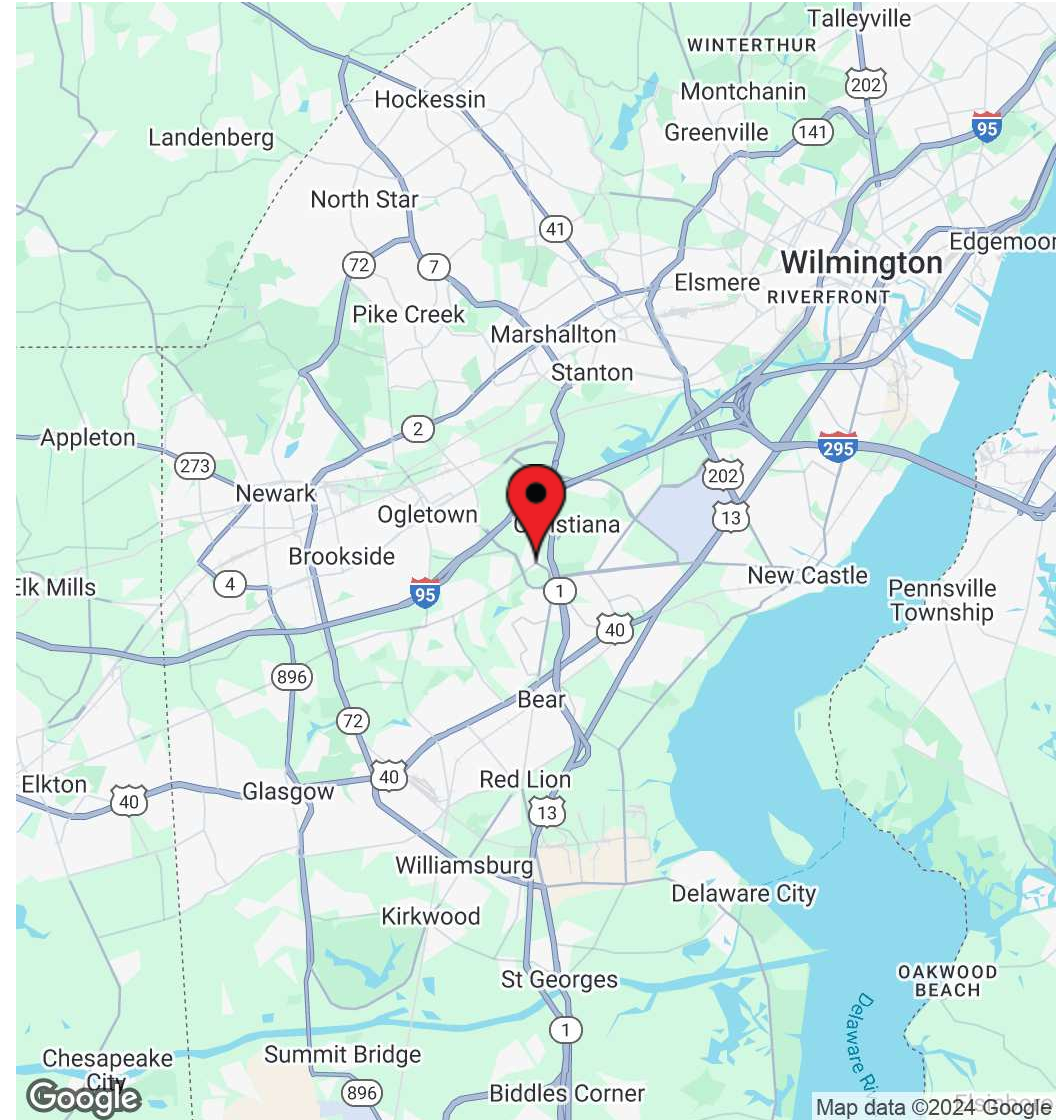 Talleyville
WINTERTHUR
202
Montchanin
Hockessin
Greenville
141
95
Landenberg
North Star
41
Edgemoor
72
7
Wilmington
Elsmere
RIVERFRONT
Pike Creek
Marshallton
Stanton
2
Appleton
273
295
202
Newark
Ogletown
13
Brookside
New Castle
4
Elk Mills
95
1
Pennsville
Township
40
896
Bear
72
40
Red Lion
Elkton
40
Glasgow
13
Williamsburg
Delaware City
Kirkwood
St Georges
OAKWOOD
BEACH
Delaware
1
Chesapeake
City
Summit Bridge
896
Biddles Corner
Google
Map data ©2024 Google